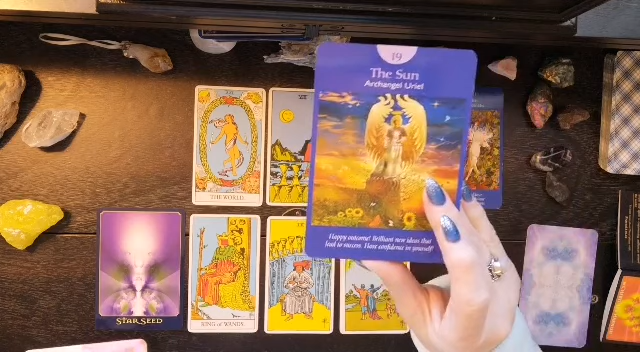 19
The Sun
Archangel Uriel
Happy outcome! Brilliant new ideas that
lead to success. Have confidence in yourself!
THE WORLD.
VIII
STAR SEED
KING of WANDS.